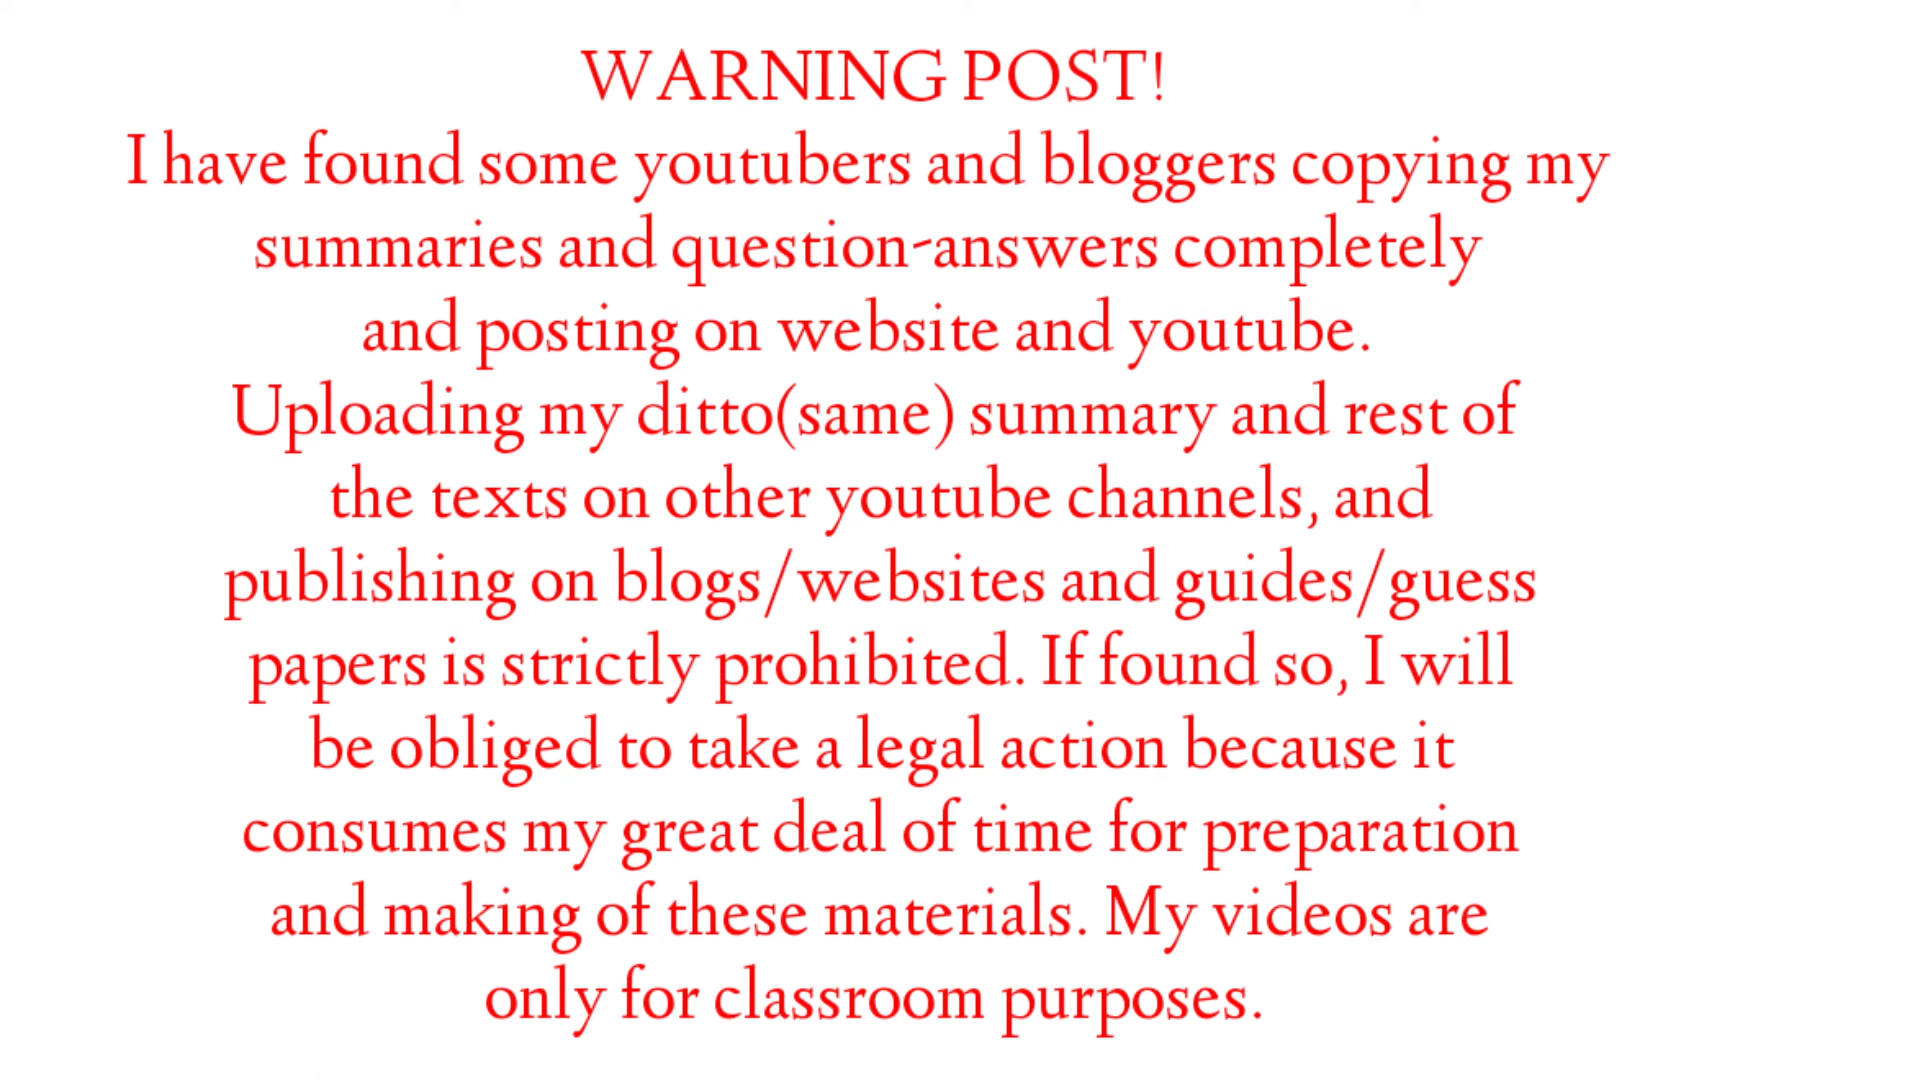 WARNING POST!
I have found some youtubers and bloggers copying my
summaries and question-answers completely
and posting on website and youtube.
Uploading my ditto(same) summary and rest of
the texts on other youtube channels, and
publishing on blogs/websites and guides/guess
papers is strictly prohibited. If found so, I will
be obliged to take a legal action because it
consumes my great deal of time for preparation
and making of these materials. My videos are
only for classroom purposes.